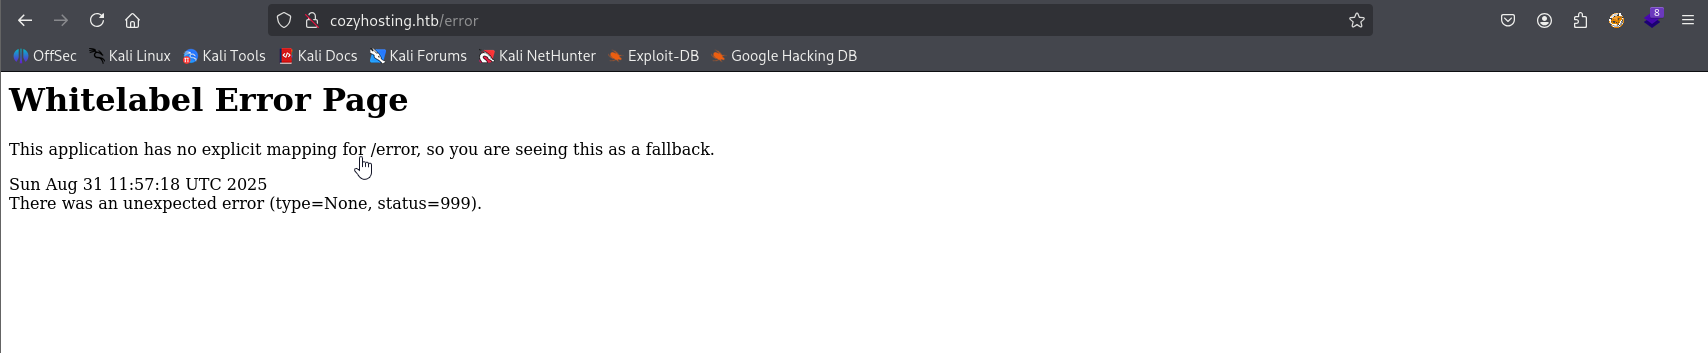 cozyhosting.htb/error
8
OffSec Kali Linux Kali Tools Kali Docs Kali Forums Kali NetHunter Exploit-DB Google Hacking DB
Whitelabel Error Page
This application has no explicit mapping for /error, so you are seeing this as a fallback.
Sun Aug 31 11:57:18 UTC 2025
There was an unexpected error (type=None, status=999).